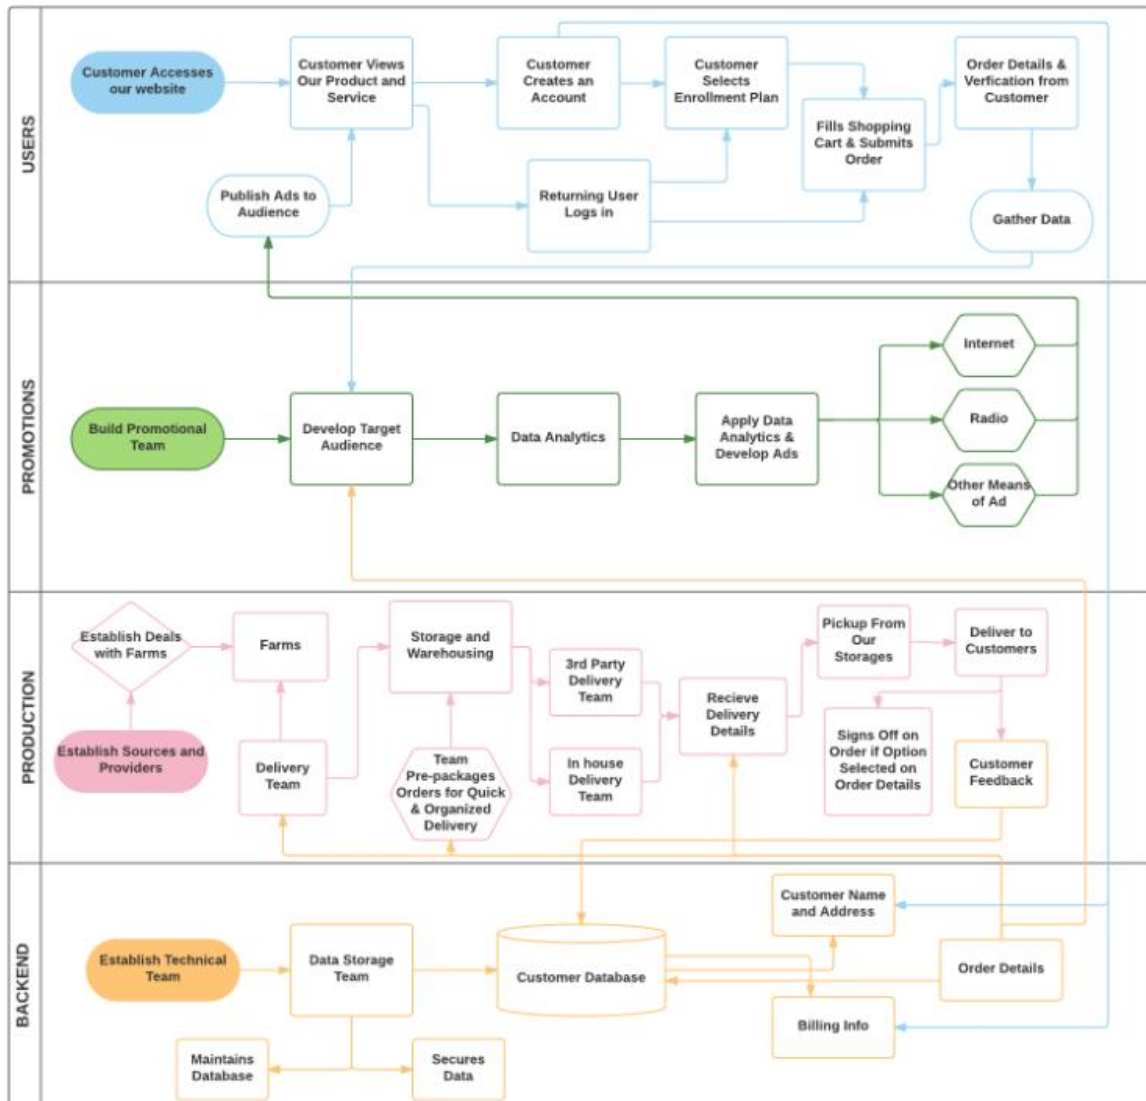 USERS
Customer Accesses
our website
Customer Views
Our Product and
Service
Customer
Creates an
Account
Customer
Selects
Enrollment Plan
Order Details &
Verfication from
Customer
Fills Shopping
Cart & Submits
Order
Publish Ads to
Audience
Returning User
Logs in
Gather Data
PROMOTIONS
Build Promotional
Team
Develop Target
Audience
Data Analytics
Apply Data
Analytics &
Develop Ads
Internet
Radio
Other Means
of Ad
PRODUCTION
Establish Deals
with Farms
Farms
Storage and
Warehousing
3rd Party
Delivery
Team
Pickup From
Our
Storages
Deliver to
Customers
Establish Sources and
Providers
Delivery
Team
Team
Pre-packages
Orders for Quick
& Organized
Delivery
In house
Delivery
Team
Recieve
Delivery
Details
Signs Off on
Order if Option
Selected on
Order Details
Customer
Feedback
BACKEND
Establish Technical
Team
Data Storage
Team
Customer Database
Customer Name
and Address
Order Details
Billing Info
Maintains
Database
Secures
Data